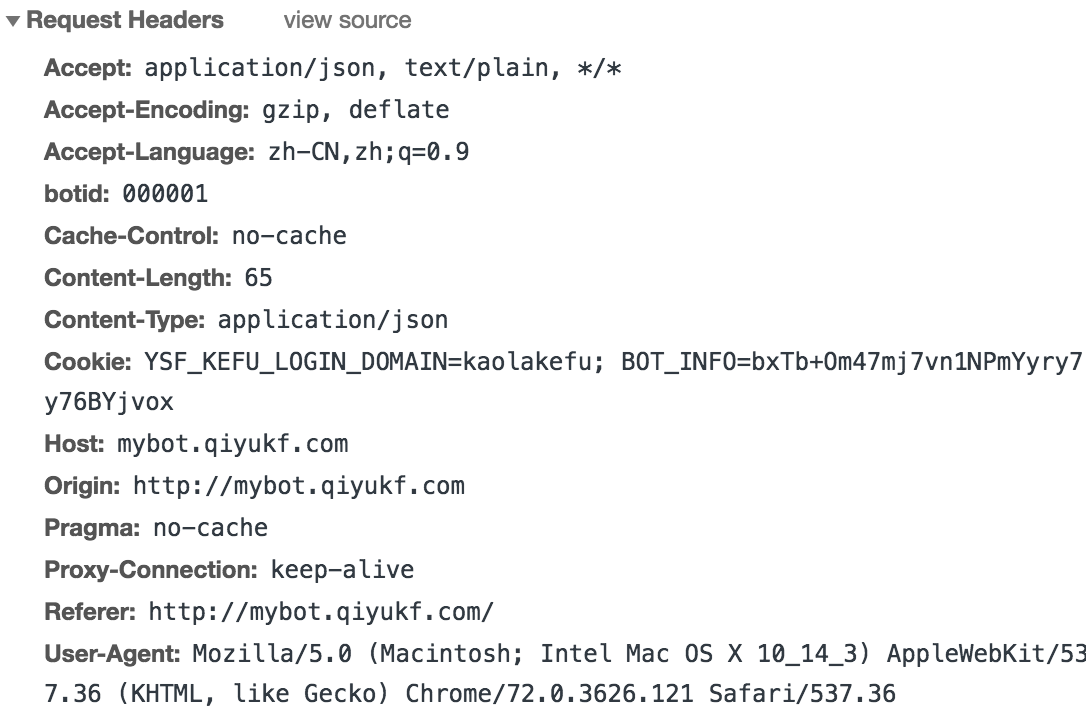 Request Headers view source
Accept: application/json, text/plain, */*
Accept-Encoding: gzip, deflate
Accept-Language: zh-CN,zh;q=0.9
botid: 000001
Cache-Control: no-cache
Content-Length: 65
Content-Type: application/json
Cookie: YSF_KEFU_LOGIN_DOMAIN=kaolakefu; BOT_INFO=bxTb+Om47mj7vn1NPmYyry7
y76BYjvox
Host: mybot.qiyukf.com
Origin: http://mybot.qiyukf.com
Pragma: no-cache
Proxy-Connection: keep-alive
Referer: http://mybot.qiyukf.com/
User-Agent: Mozilla/5.0 (Macintosh; Intel Mac OS X 10_14_3) AppleWebKit/53
7.36 (KHTML, like Gecko) Chrome/72.0.3626.121 Safari/537.36